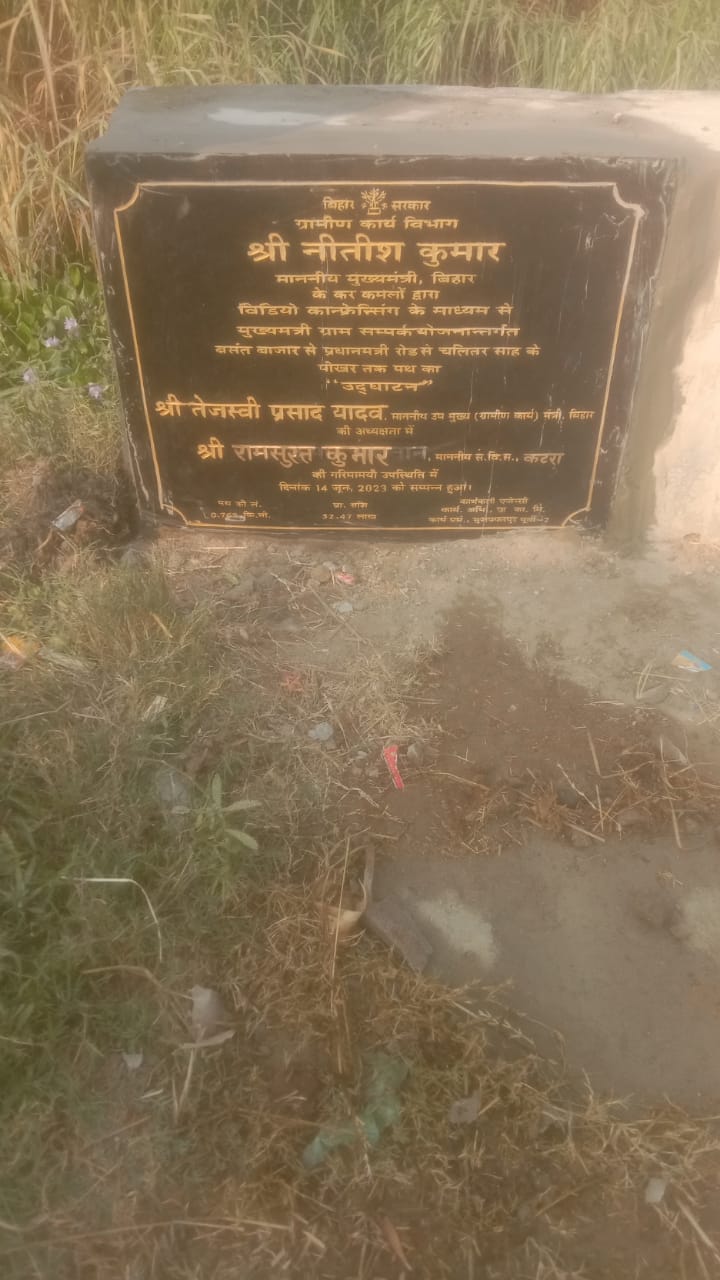 बिहार सरकार
ग्रामीण कार्य विभाग
श्री नीतीश कुमार
माननीय मुख्यमंत्री, बिहार
के कर कमलों द्वारा
विडियो कान्फ्रेन्सिंग के माध्यम से
मुख्यमंत्री ग्राम सम्पर्क योजनान्तर्गत
बसंत बाजार से प्रधानमंत्री रोड से चलितर साह के
पोखर तक पथ का
"उद्घाटन"
श्री तेजस्वी प्रसाद यादव, माननीय उप मुख्य (ग्रामीण कार्य) मंत्री, बिहार
की अध्यक्षता में
श्री रामसुरत कुमार, माननीय स.वि.स., कटरा
की गरिमामयी उपस्थिति में
दिनांक 14 जून, 2023 को सम्पन्न हुआ।
पथ की लं. प्रा. राशि कार्यकारी एजेन्सी
कि.मी. 32.47 लाख कार्य. अभि., ग्रा. का. वि.
कार्य प्रमं., मुजफ्फरपुर पूर्वी-2